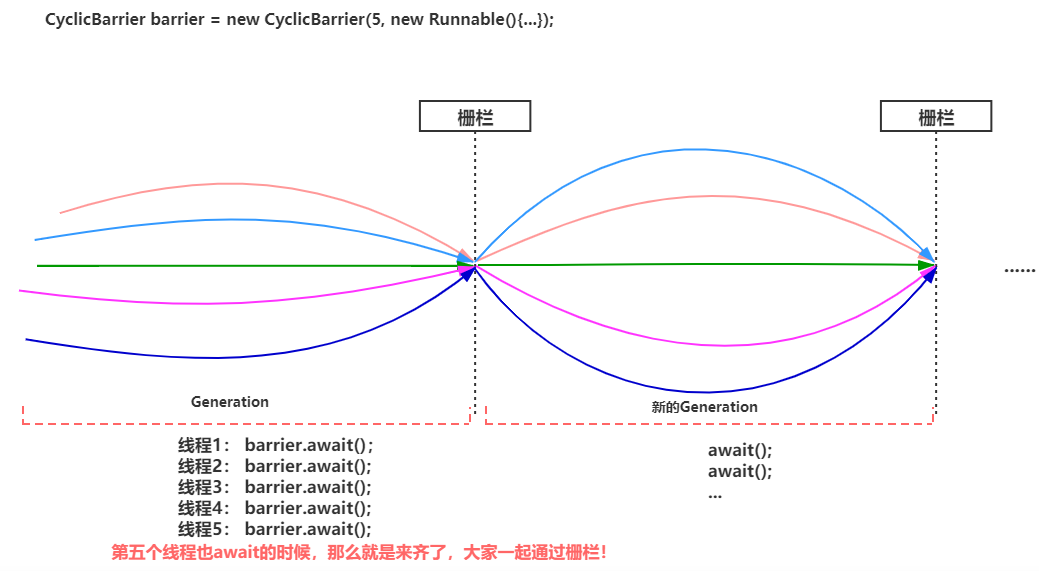 CyclicBarrier barrier = new CyclicBarrier(5, new Runnable(){...});
栅栏
栅栏
......
Generation
新的Generation
线程1： barrier.await();
线程2： barrier.await();
线程3： barrier.await();
线程4： barrier.await();
线程5： barrier.await();
await();
await();
...
第五个线程也await的时候，那么就是来齐了，大家一起通过栅栏！